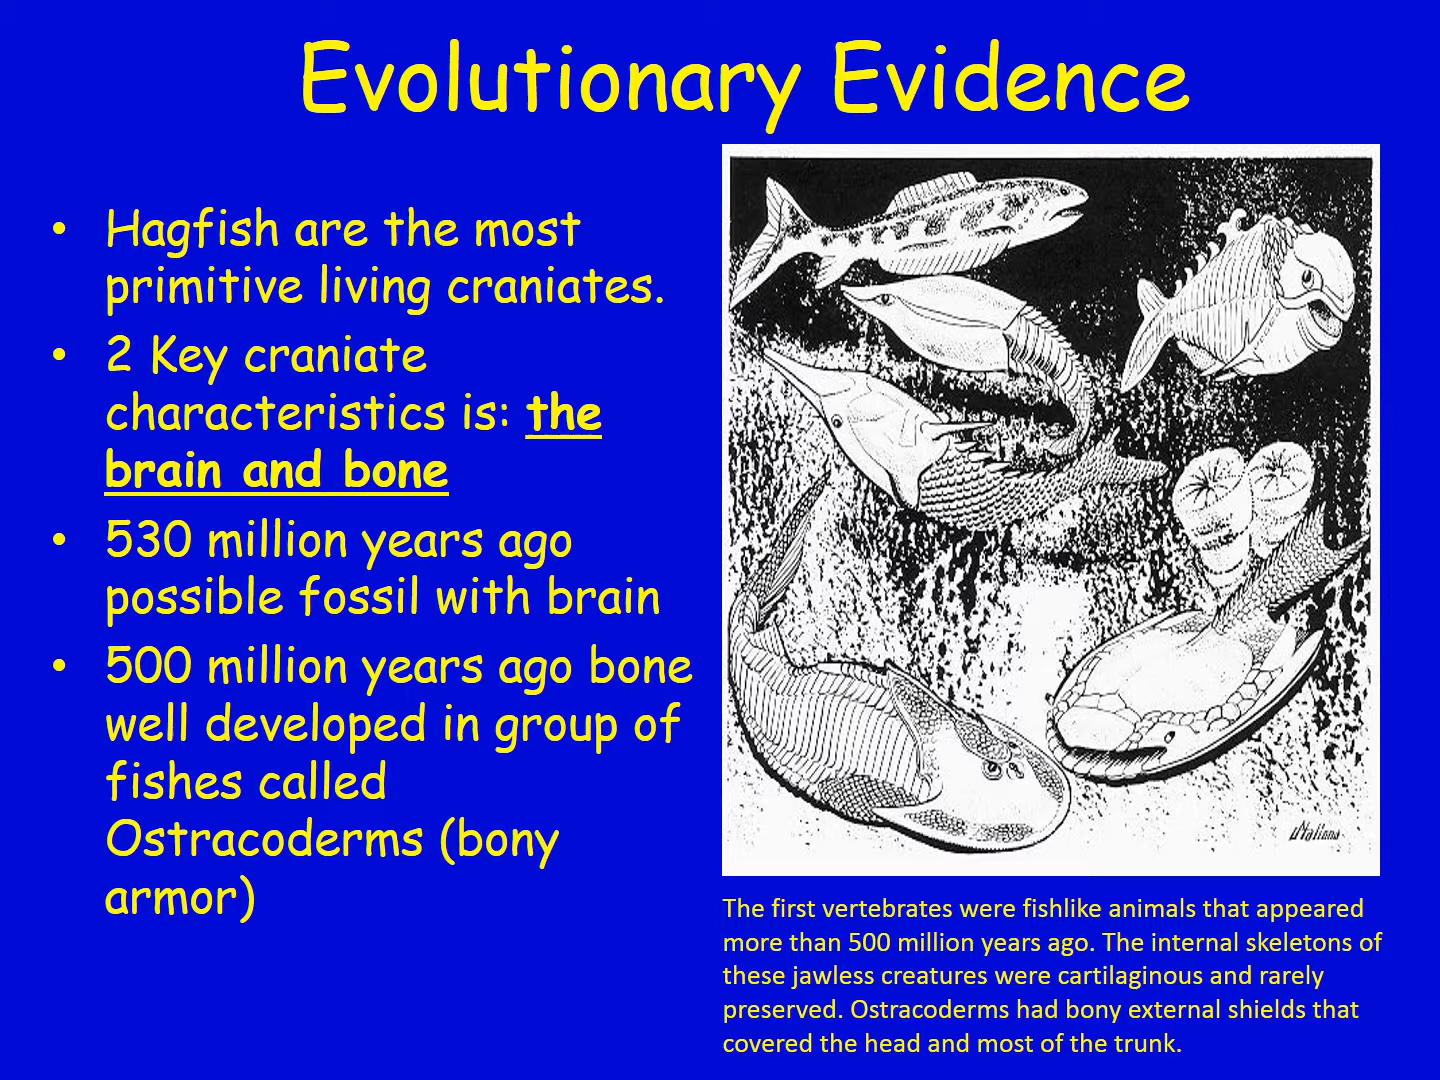 Evolutionary Evidence
• Hagfish are the most
primitive living craniates.
• 2 Key craniate
characteristics is: the
brain and bone
• 530 million years ago
possible fossil with brain
• 500 million years ago bone
well developed in group of
fishes called
Ostracoderms (bony
armor)
The first vertebrates were fishlike animals that appeared
more than 500 million years ago. The internal skeletons of
these jawless creatures were cartilaginous and rarely
preserved. Ostracoderms had bony external shields that
covered the head and most of the trunk.